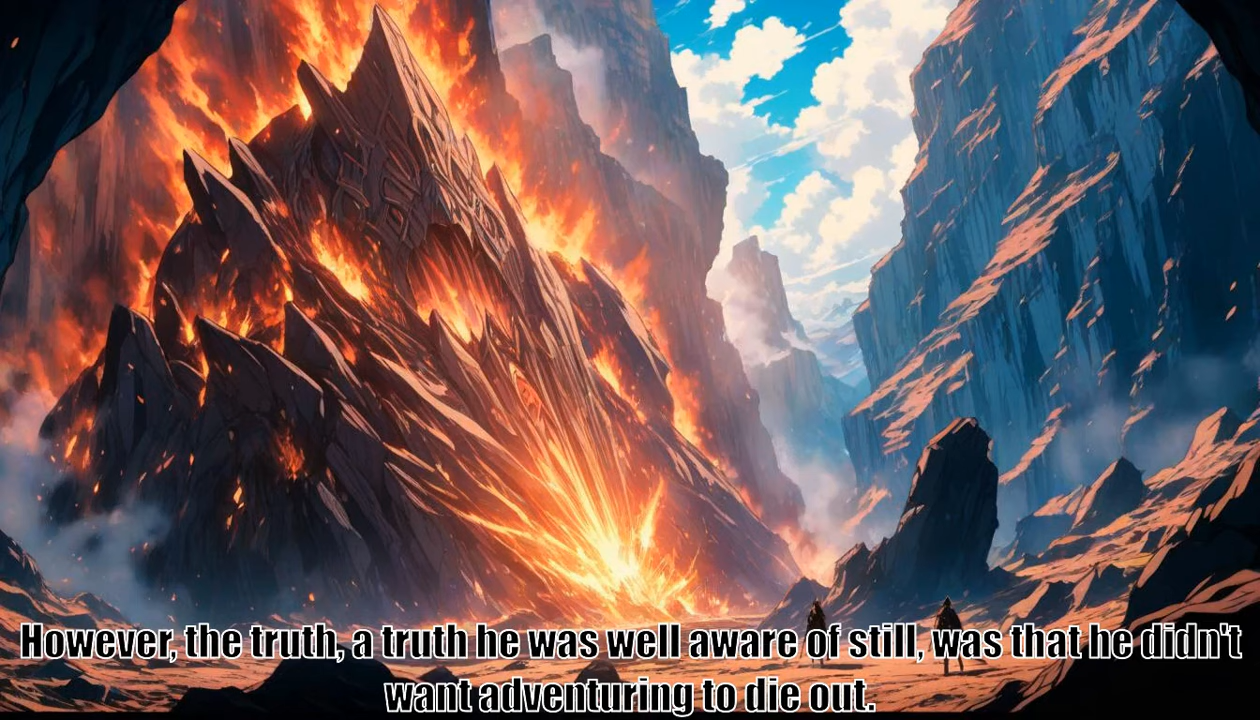 However, the truth, a truth he was well aware of still, was that he didn't
want adventuring to die out.